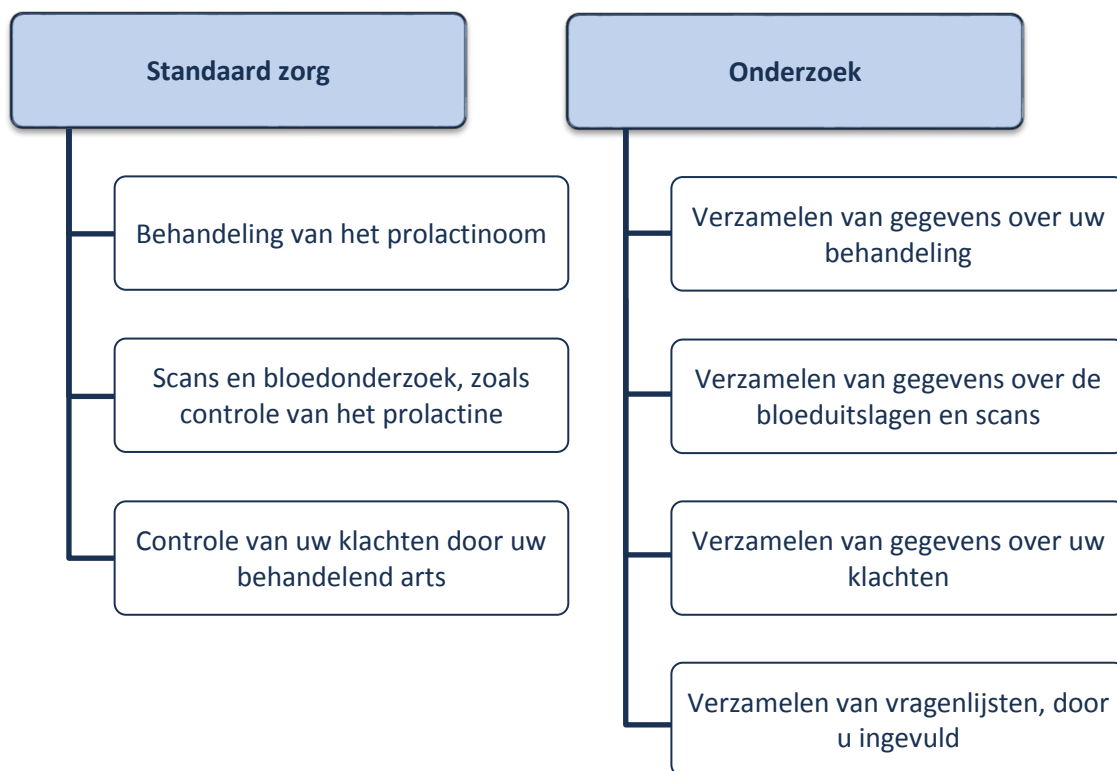 Standaard zorg
Behandeling van het prolactinoom
Scans en bloedonderzoek, zoals
controle van het prolactine
Controle van uw klachten door uw
behandelend arts
Onderzoek
Verzamelen van gegevens over uw
behandeling
Verzamelen van gegevens over de
bloeduitslagen en scans
Verzamelen van gegevens over uw
klachten
Verzamelen van vragenlijsten, door
u ingevuld